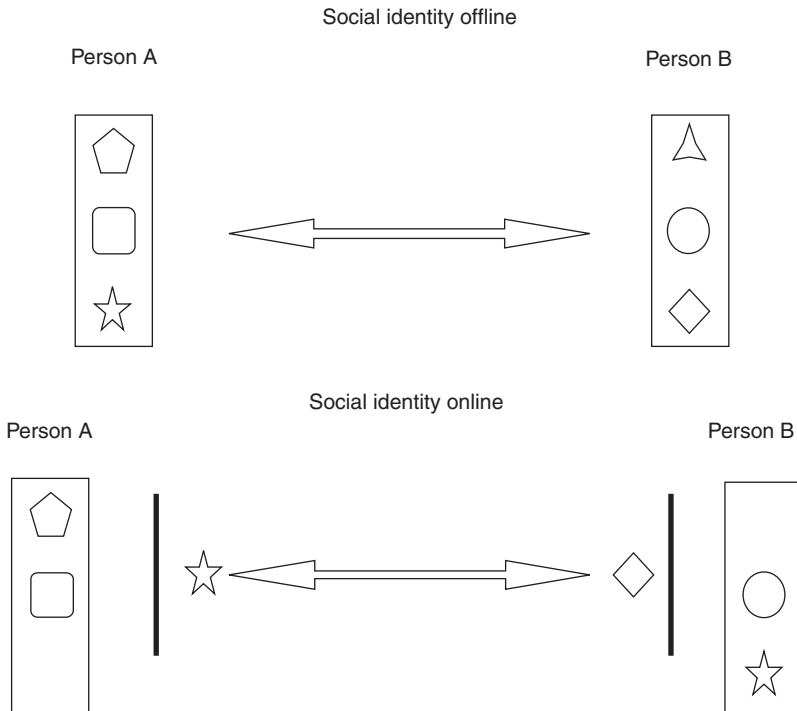 Social identity offline
Person A
Person B
Social identity online
Person A
Person B